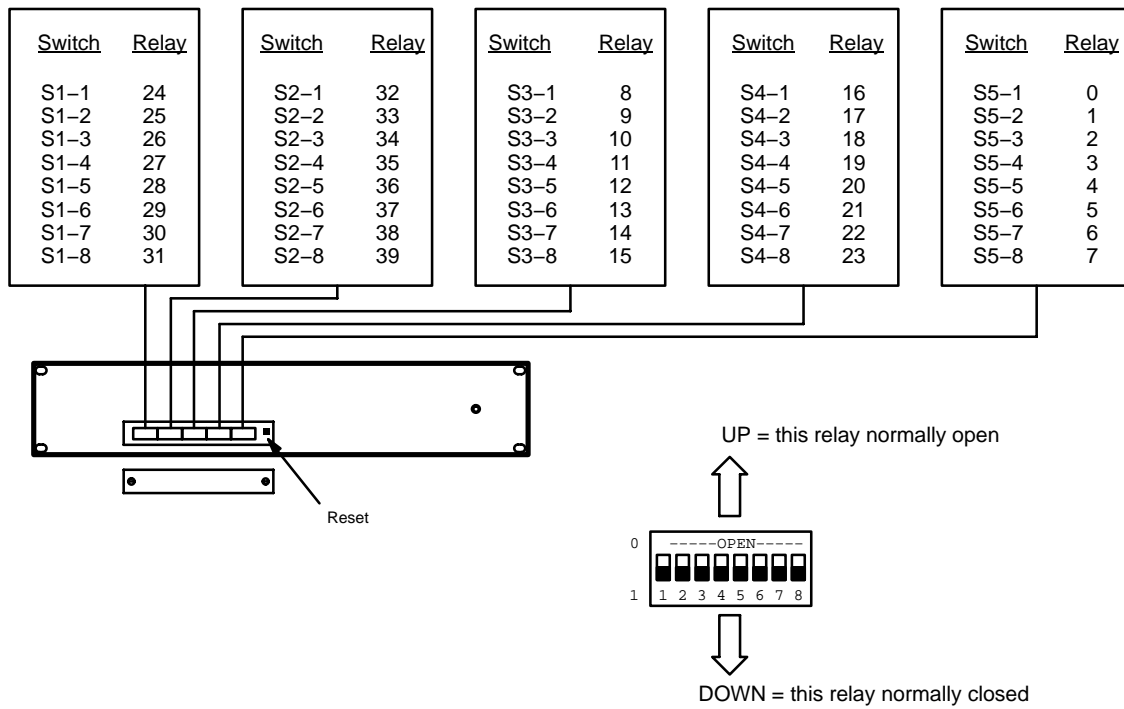 Switch Relay
S1–1 24
S1–2 25
S1–3 26
S1–4 27
S1–5 28
S1–6 29
S1–7 30
S1–8 31
Switch Relay
S2–1 32
S2–2 33
S2–3 34
S2–4 35
S2–5 36
S2–6 37
S2–7 38
S2–8 39
Switch Relay
S3–1 8
S3–2 9
S3–3 10
S3–4 11
S3–5 12
S3–6 13
S3–7 14
S3–8 15
Switch Relay
S4–1 16
S4–2 17
S4–3 18
S4–4 19
S4–5 20
S4–6 21
S4–7 22
S4–8 23
Switch Relay
S5–1 0
S5–2 1
S5–3 2
S5–4 3
S5–5 4
S5–6 5
S5–7 6
S5–8 7
Reset
UP = this relay normally open
0 -----OPEN-----
1 1 2 3 4 5 6 7 8
DOWN = this relay normally closed